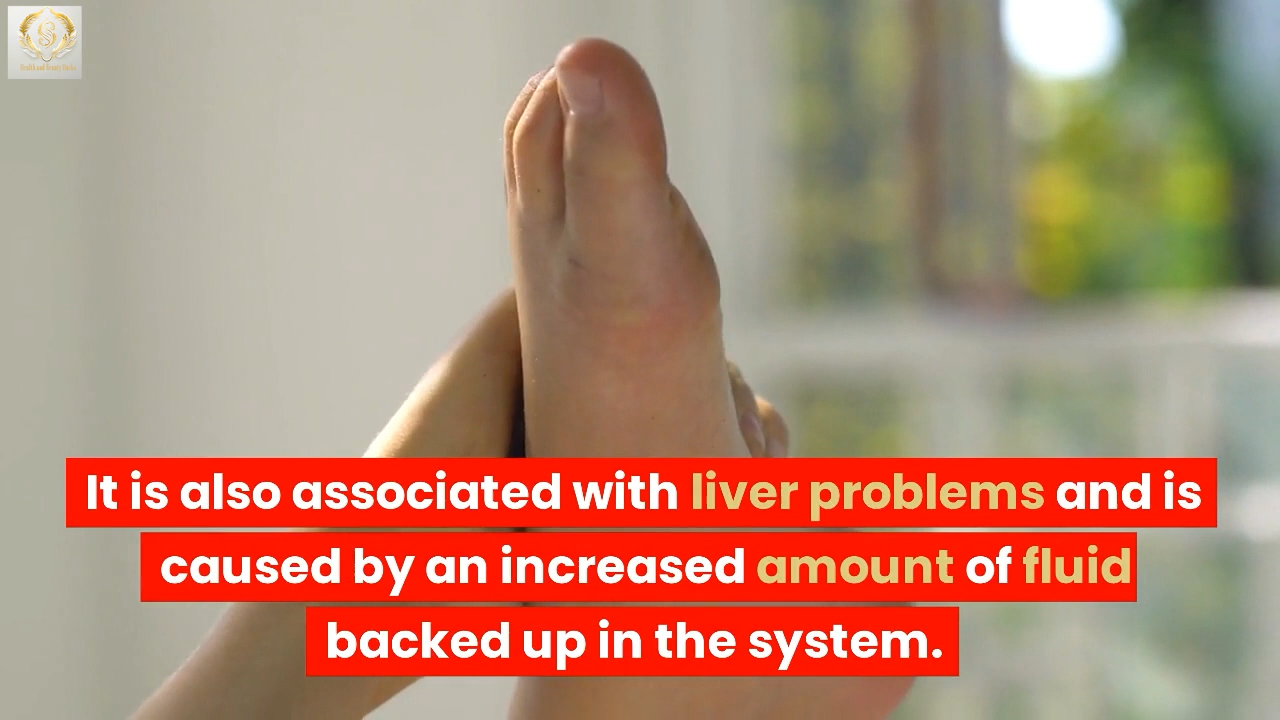 It is also associated with liver problems and is
caused by an increased amount of fluid
backed up in the system.